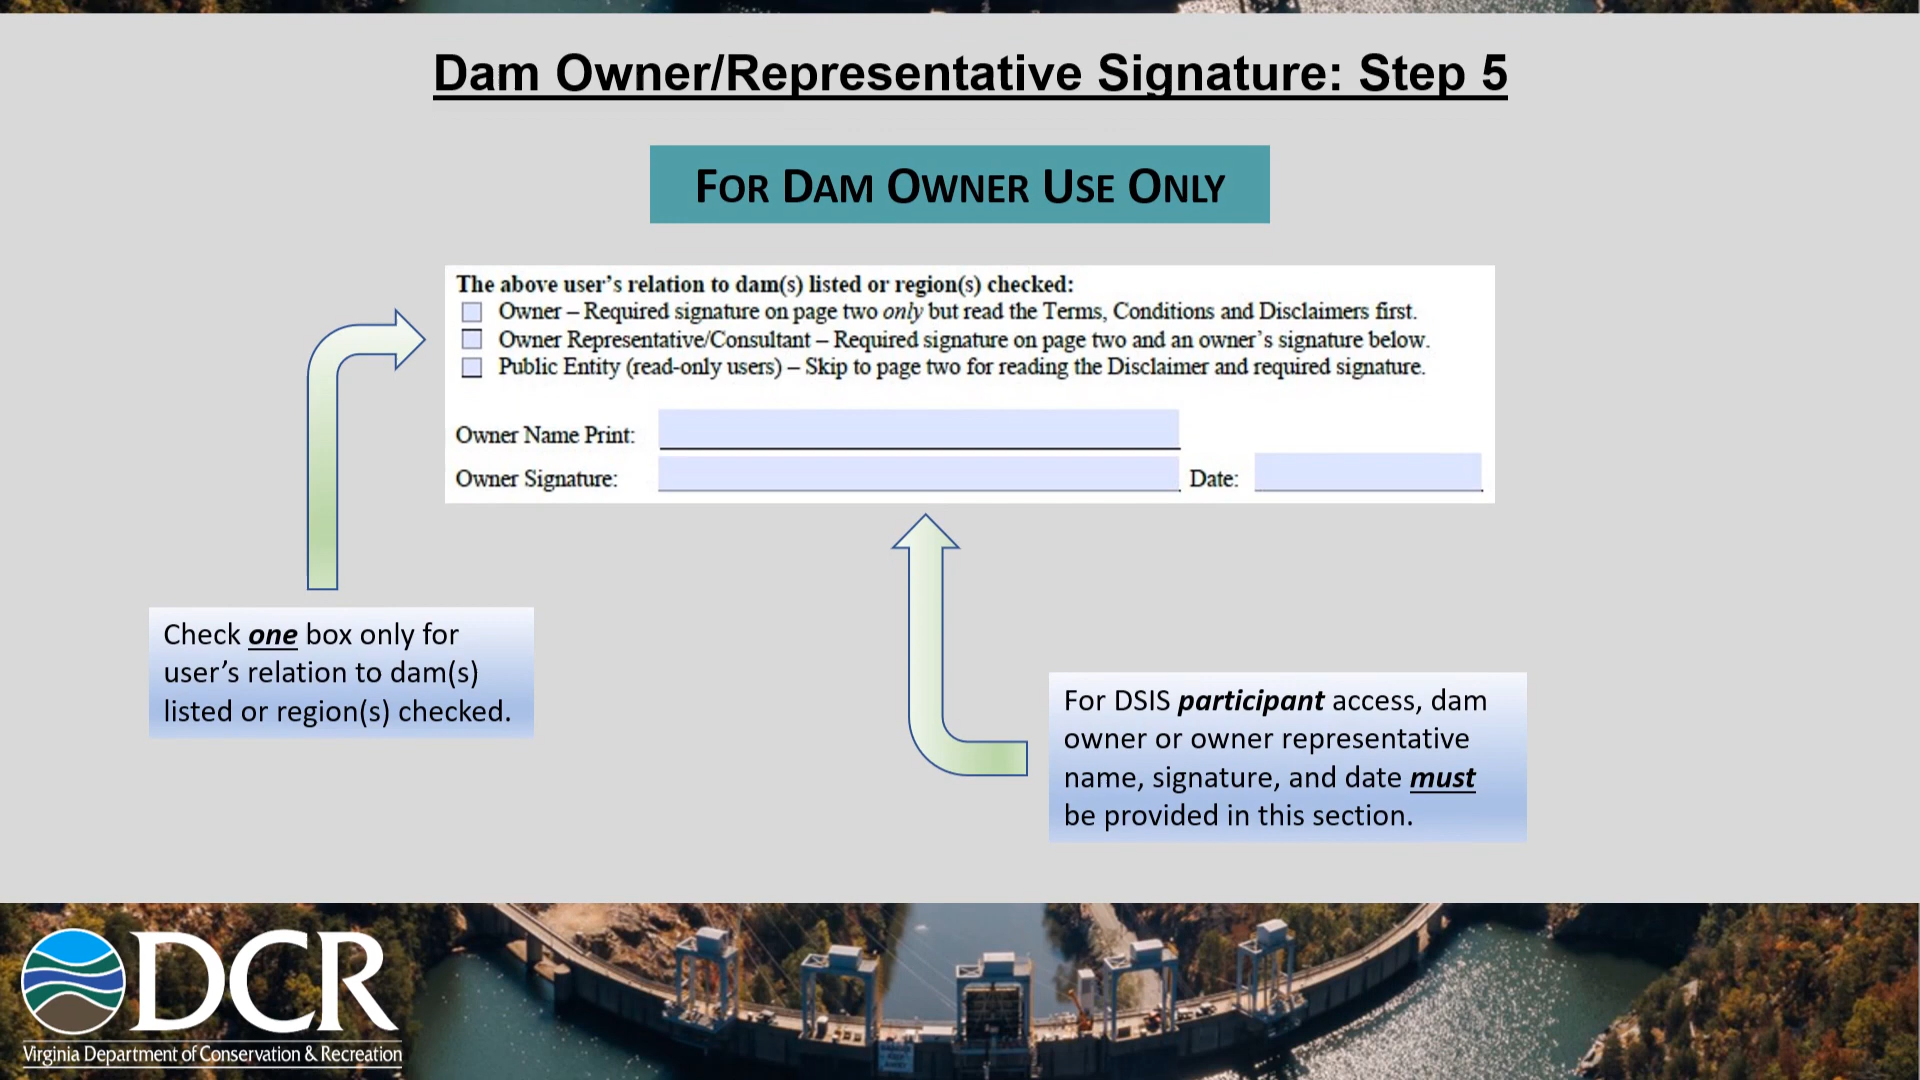 Dam Owner/Representative Signature: Step 5
FOR DAM OWNER USE ONLY
The above user's relation to dam(s) listed or region(s) checked:
Owner – Required signature on page two only but read the Terms, Conditions and Disclaimers first.
Owner Representative/Consultant – Required signature on page two and an owner's signature below.
Public Entity (read-only users) – Skip to page two for reading the Disclaimer and required signature.
Owner Name Print:
Owner Signature:
Date:
Check one box only for
user's relation to dam(s)
listed or region(s) checked.
For DSIS participant access, dam
owner or owner representative
name, signature, and date must
be provided in this section.
DCR
Virginia Department of Conservation & Recreation